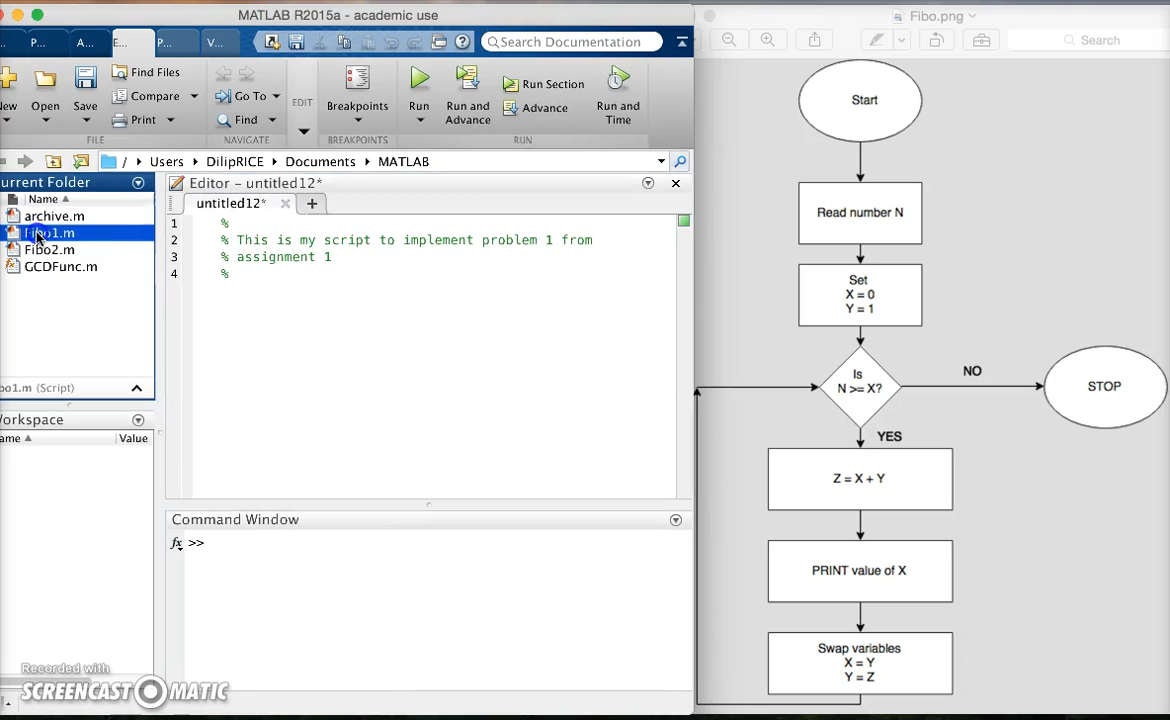 MATLAB R2015a - academic use
P...
A...
E...
P...
V...
Search Documentation
New
Open
Save
Find Files
Compare
Print
FILE
Go To
Find
NAVIGATE
EDIT
Breakpoints
BREAKPOINTS
Run
Run and
Advance
Run Section
Advance
Run and
Time
RUN
/ Users DilipRICE Documents MATLAB
urrent Folder
Name
archive.m
Fibo1.m
Fibo2.m
GCDFunc.m
bo1.m (Script)
Workspace
ame
Value
Editor - untitled12*
untitled12*
1 %
2 % This is my script to implement problem 1 from
3 % assignment 1
4 %
Command Window
fx >>
Recorded with
SCREENCAST MATIC
Fibo.png
Search
Start
Read number N
Set
X = 0
Y = 1
Is
N >= X?
NO
STOP
YES
Z = X + Y
PRINT value of X
Swap variables
X = Y
Y = Z